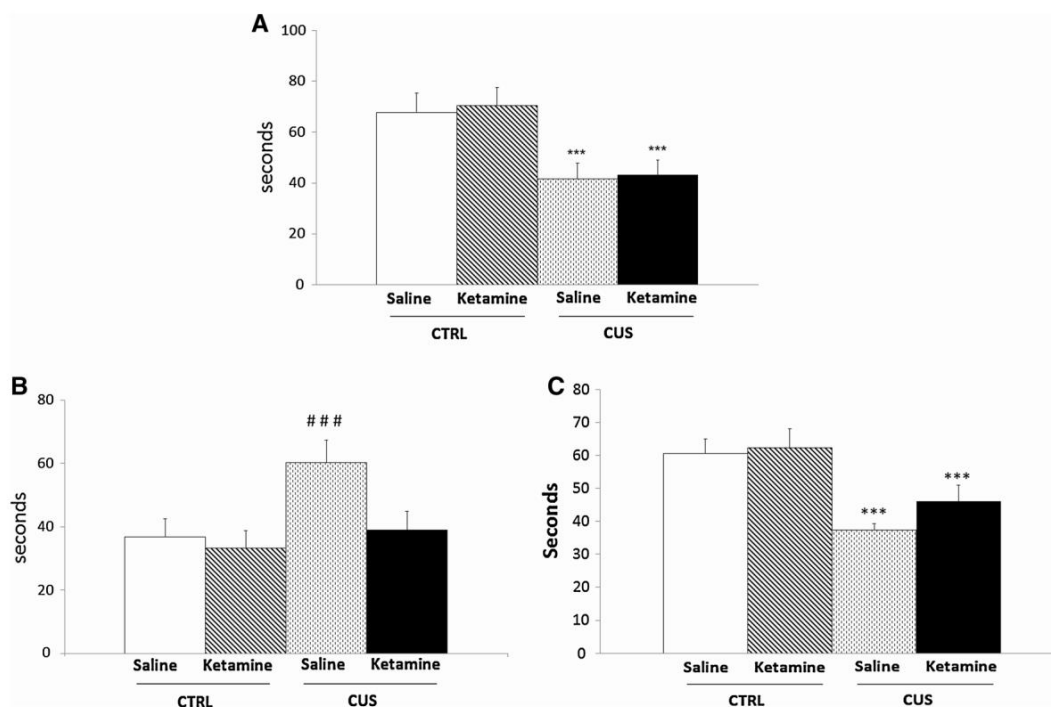 A
100
80
60
40
20
0
seconds
***
***
Saline Ketamine Saline Ketamine
CTRL CUS
B
80
60
40
20
0
seconds
# # #
Saline Ketamine Saline Ketamine
CTRL CUS
C
80
70
60
50
40
30
20
10
0
Seconds
***
***
Saline Ketamine Saline Ketamine
CTRL CUS